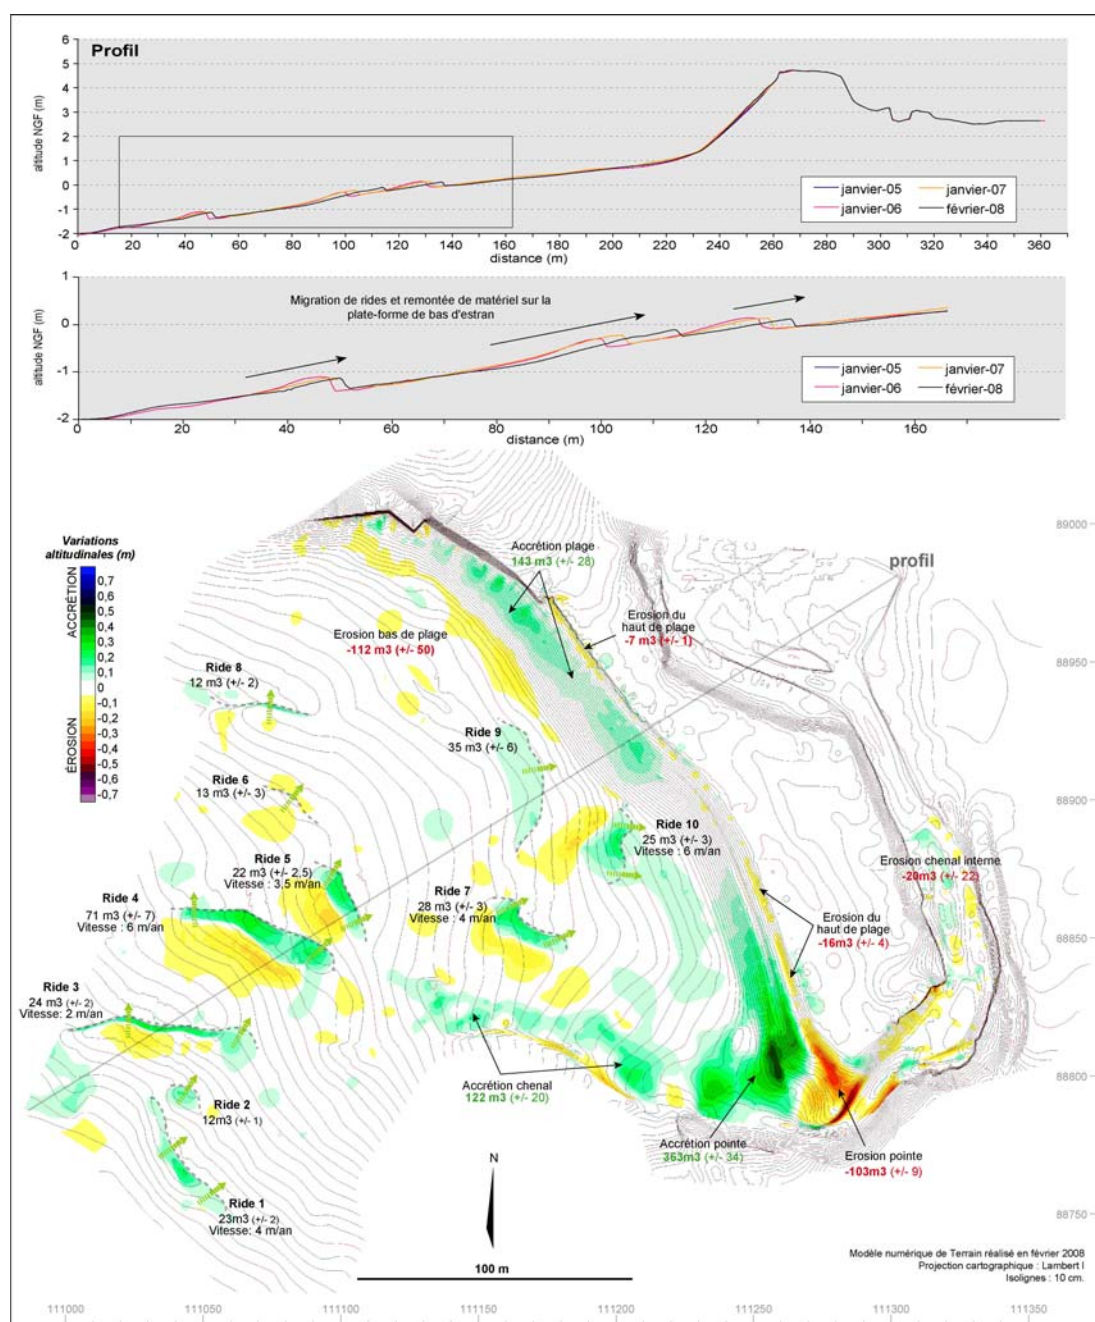 Profil
altitude NGF (m)
6
5
4
3
2
1
0
-1
-2
0 20 40 60 80 100 120 140 160 180 200 220 240 260 280 300 320 340 360
distance (m)
janvier-05 janvier-07
janvier-06 février-08
altitude NGF (m)
1
0
-1
-2
Migration de rides et remontée de matériel sur la
plate-forme de bas d'estran
janvier-05 janvier-07
janvier-06 février-08
0 20 40 60 80 100 120 140 160
distance (m)
Variations
altitudinales (m)
ACCRÉTION
ÉROSION
0,7
0,6
0,5
0,4
0,3
0,2
0,1
0
-0,1
-0,2
-0,3
-0,4
-0,5
-0,6
-0,7
89000
88950
88900
88850
88800
88750
profil
Accrétion plage
143 m3 (+/- 28)
Erosion du
haut de plage
-7 m3 (+/- 1)
Erosion bas de plage
-112 m3 (+/- 50)
Ride 8
12 m3 (+/- 2)
Ride 9
35 m3 (+/- 6)
Ride 6
13 m3 (+/- 3)
Ride 10
25 m3 (+/- 3)
Vitesse : 6 m/an
Ride 5
22 m3 (+/- 2,5)
Vitesse : 3,5 m/an
Erosion chenal interne
-20m3 (+/- 22)
Ride 7
28 m3 (+/- 3)
Vitesse : 4 m/an
Ride 4
71 m3 (+/- 7)
Vitesse : 6 m/an
Erosion du
haut de plage
-16m3 (+/- 4)
Ride 3
24 m3 (+/- 2)
Vitesse: 2 m/an
Accrétion chenal
122 m3 (+/- 20)
Ride 2
12m3 (+/- 1)
Accrétion pointe
363m3 (+/- 34)
Erosion pointe
-103m3 (+/- 9)
Ride 1
23m3 (+/- 2)
Vitesse: 4 m/an
N
100 m
Modèle numérique de Terrain réalisé en février 2008
Projection cartographique : Lambert I
Isolignes : 10 cm.
111000 111050 111100 111150 111200 111250 111300 111350